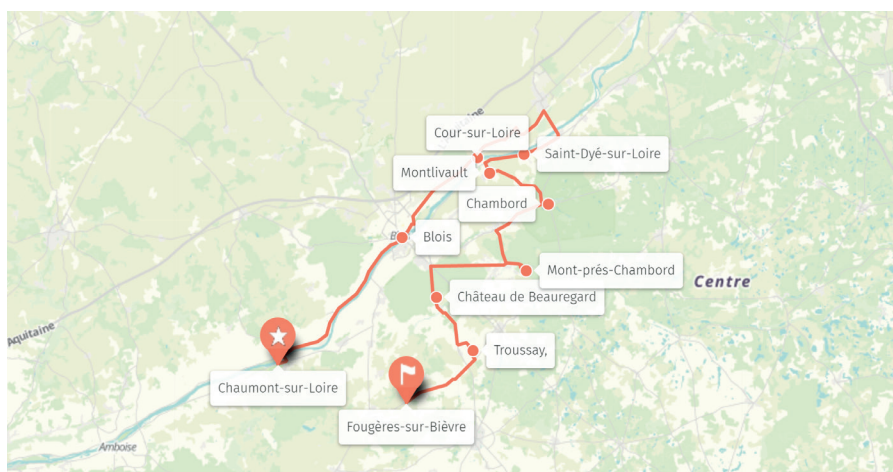 Cour-sur-Loire
Saint-Dyé-sur-Loire
Montlivault
Chambord
Blois
Mont-prés-Chambord
Centre
Château de Beauregard
Aquitaine
Troussay,
Chaumont-sur-Loire
Fougères-sur-Bièvre
Amboise